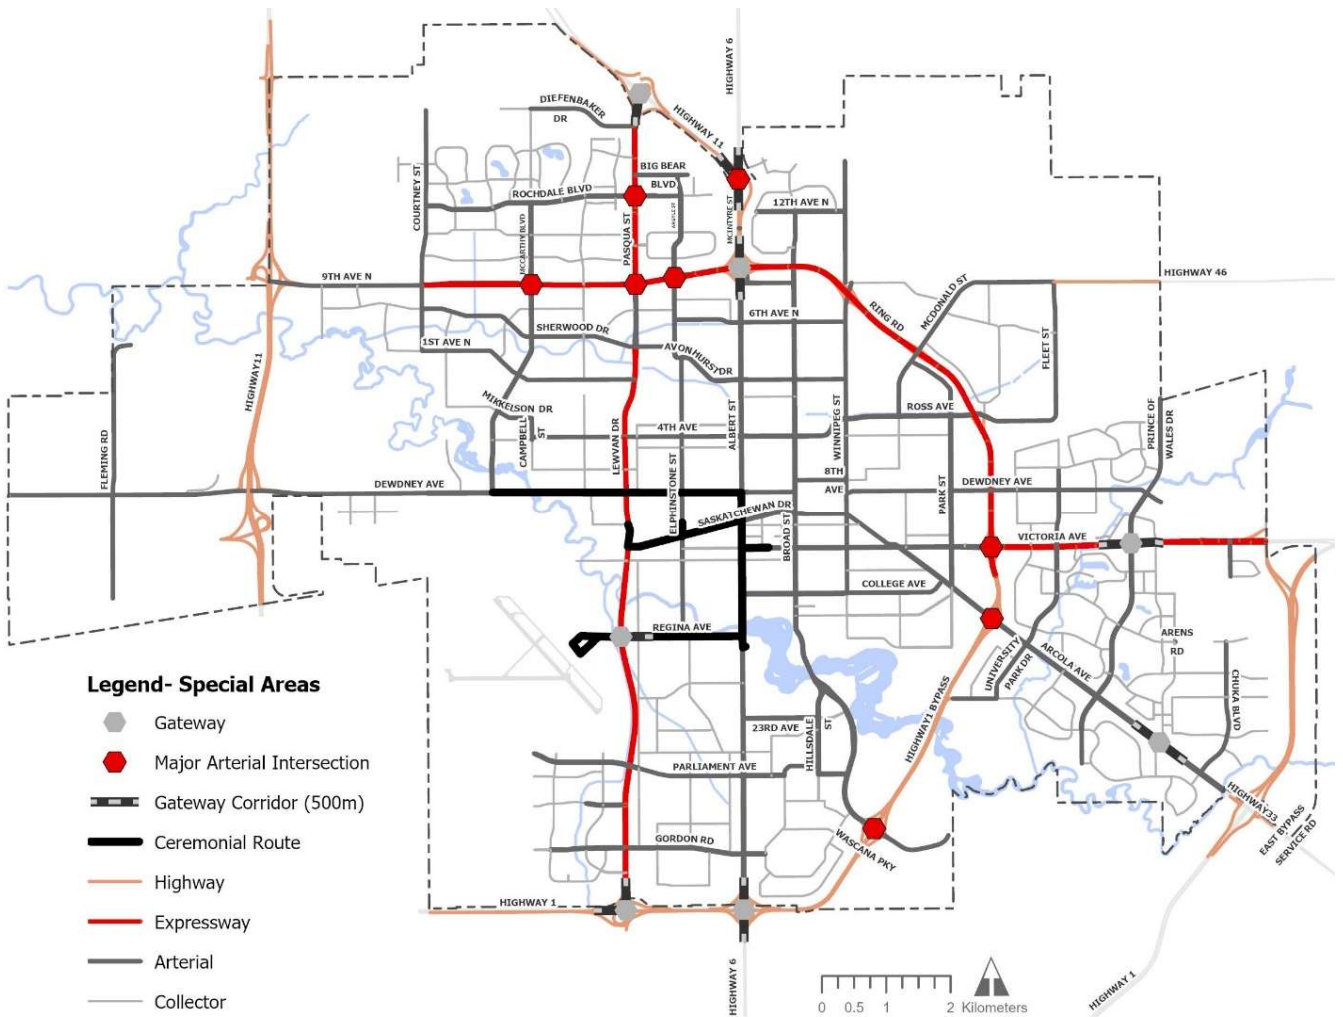 HIGHWAY 6
DIEFENBAKER
DR
HIGHWAY 11
BIG BEAR
BLVD
COURTNEY ST
ROCHDALE BLVD
MCCARTHY BLVD
PASQUA ST
ARGYLE ST
MCINTYRE ST
12TH AVE N
9TH AVE N
HIGHWAY 46
MCDONALD ST
RING RD
SHERWOOD DR
6TH AVE N
1ST AVE N
AVONHURST DR
FLEET ST
HIGHWAY11
MIKKELSON DR
ROSS AVE
PRINCE OF
WALES DR
FLEMING RD
CAMPBELL
ST
LEWVAN DR
4TH AVE
ALBERT ST
WINNIPEG ST
8TH
AVE
DEWDNEY AVE
ELPHINSTONE ST
SASKATCHEWAN DR
BROAD ST
PARK ST
DEWDNEY AVE
VICTORIA AVE
COLLEGE AVE
REGINA AVE
ARENS
RD
UNIVERSITY
PARK DR
ARCOLA AVE
CHUKA BLVD
HIGHWAY1 BYPASS
23RD AVE
HILLSDALE
ST
PARLIAMENT AVE
GORDON RD
WASCANA PKY
HIGHWAY33
EAST BYPASS
SERVICE RD
HIGHWAY 1
HIGHWAY 6
HIGHWAY 1
Legend- Special Areas
Gateway
Major Arterial Intersection
Gateway Corridor (500m)
Ceremonial Route
Highway
Expressway
Arterial
Collector
0 0.5 1 2 Kilometers